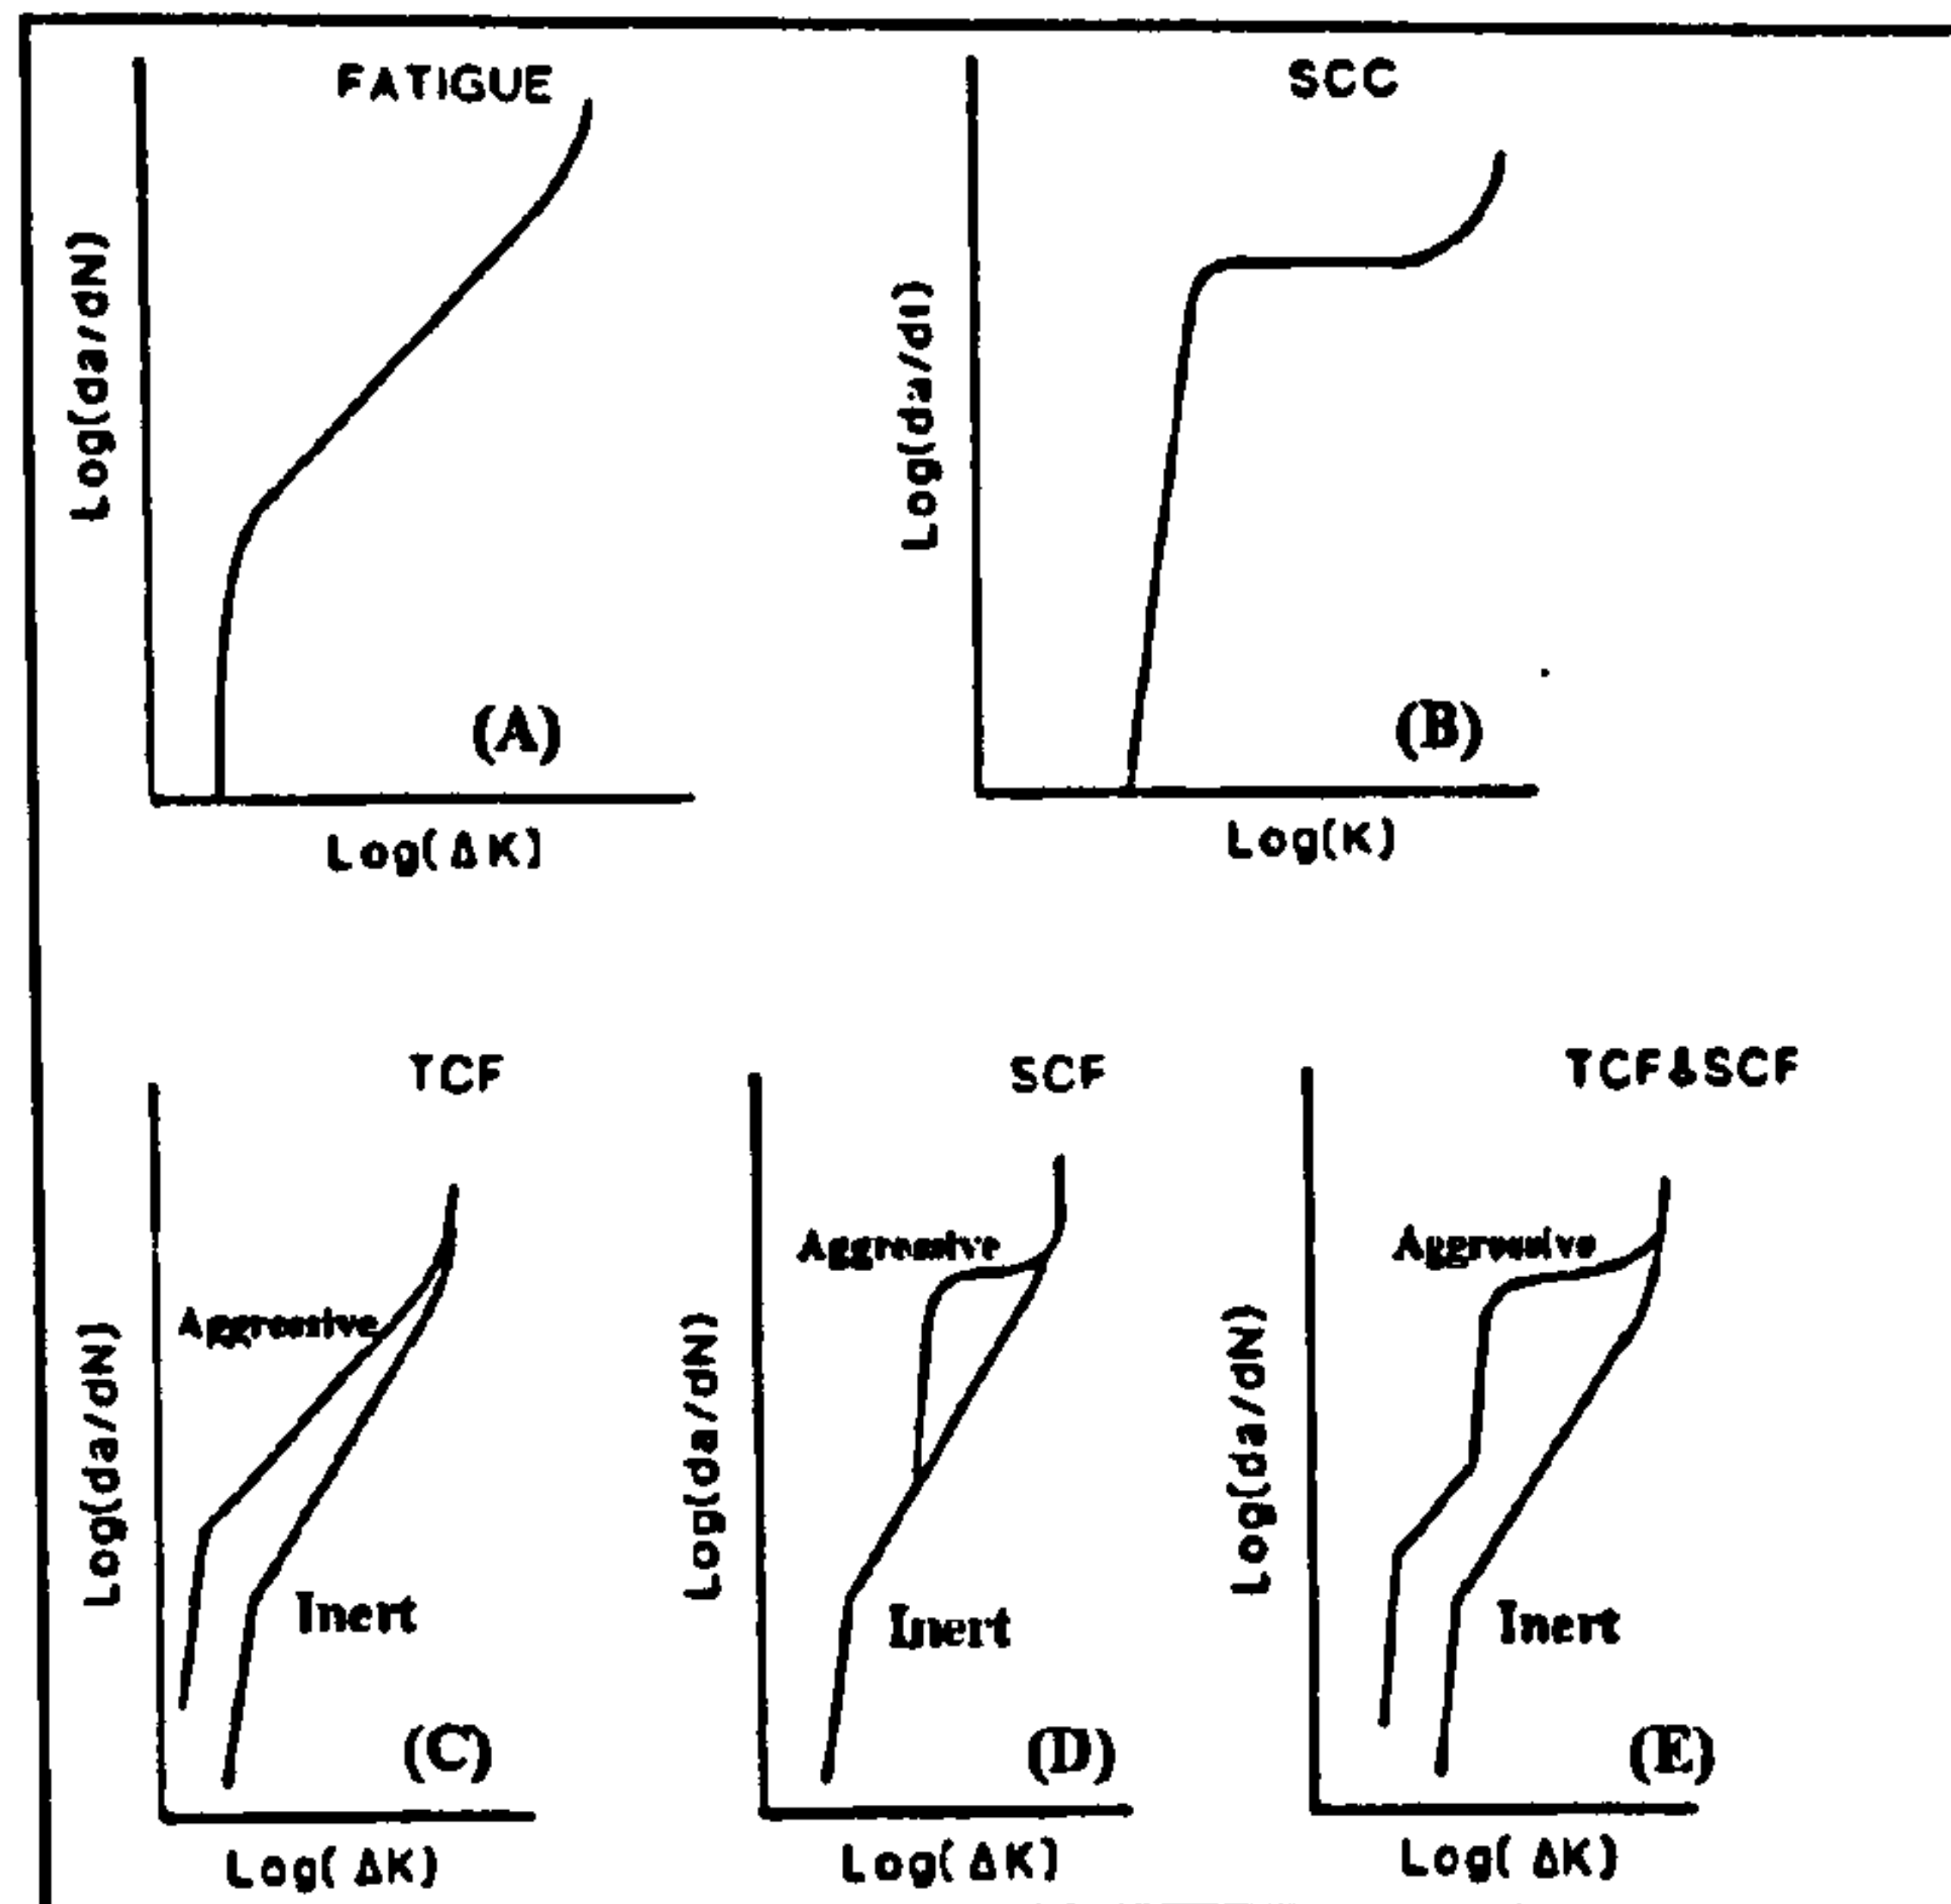 FATIGUE
Log(da/dN)
(A)
Log(ΔK)
SCC
Log(da/dl)
(B)
Log(K)
TCF
Aggressive
Log(da/dN)
Inert
(C)
Log(ΔK)
SCF
Aggressive
Log(da/dN)
Inert
(D)
Log(ΔK)
TCF&SCF
Aggressive
Log(da/dN)
Inert
(E)
Log(ΔK)